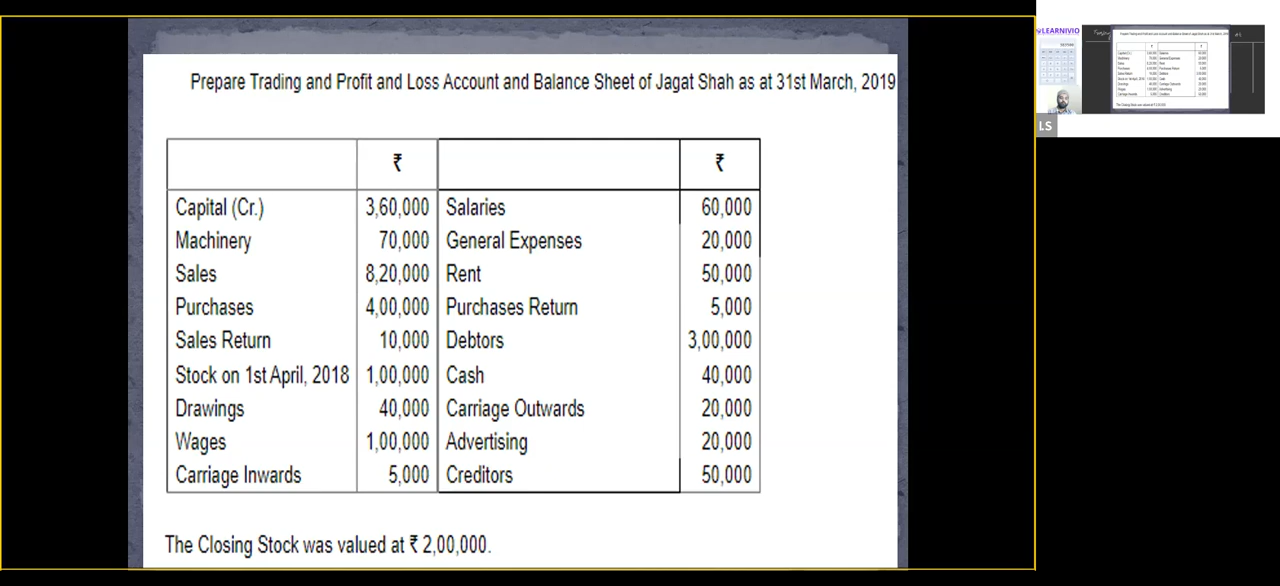 Prepare Trading and Profit and Loss Account and Balance Sheet of Jagat Shah as at 31st March, 2019
₹ ₹
Capital (Cr.) 3,60,000 Salaries 60,000
Machinery 70,000 General Expenses 20,000
Sales 8,20,000 Rent 50,000
Purchases 4,00,000 Purchases Return 5,000
Sales Return 10,000 Debtors 3,00,000
Stock on 1st April, 2018 1,00,000 Cash 40,000
Drawings 40,000 Carriage Outwards 20,000
Wages 1,00,000 Advertising 20,000
Carriage Inwards 5,000 Creditors 50,000
The Closing Stock was valued at ₹ 2,00,000.
LEARNIVIO
LS